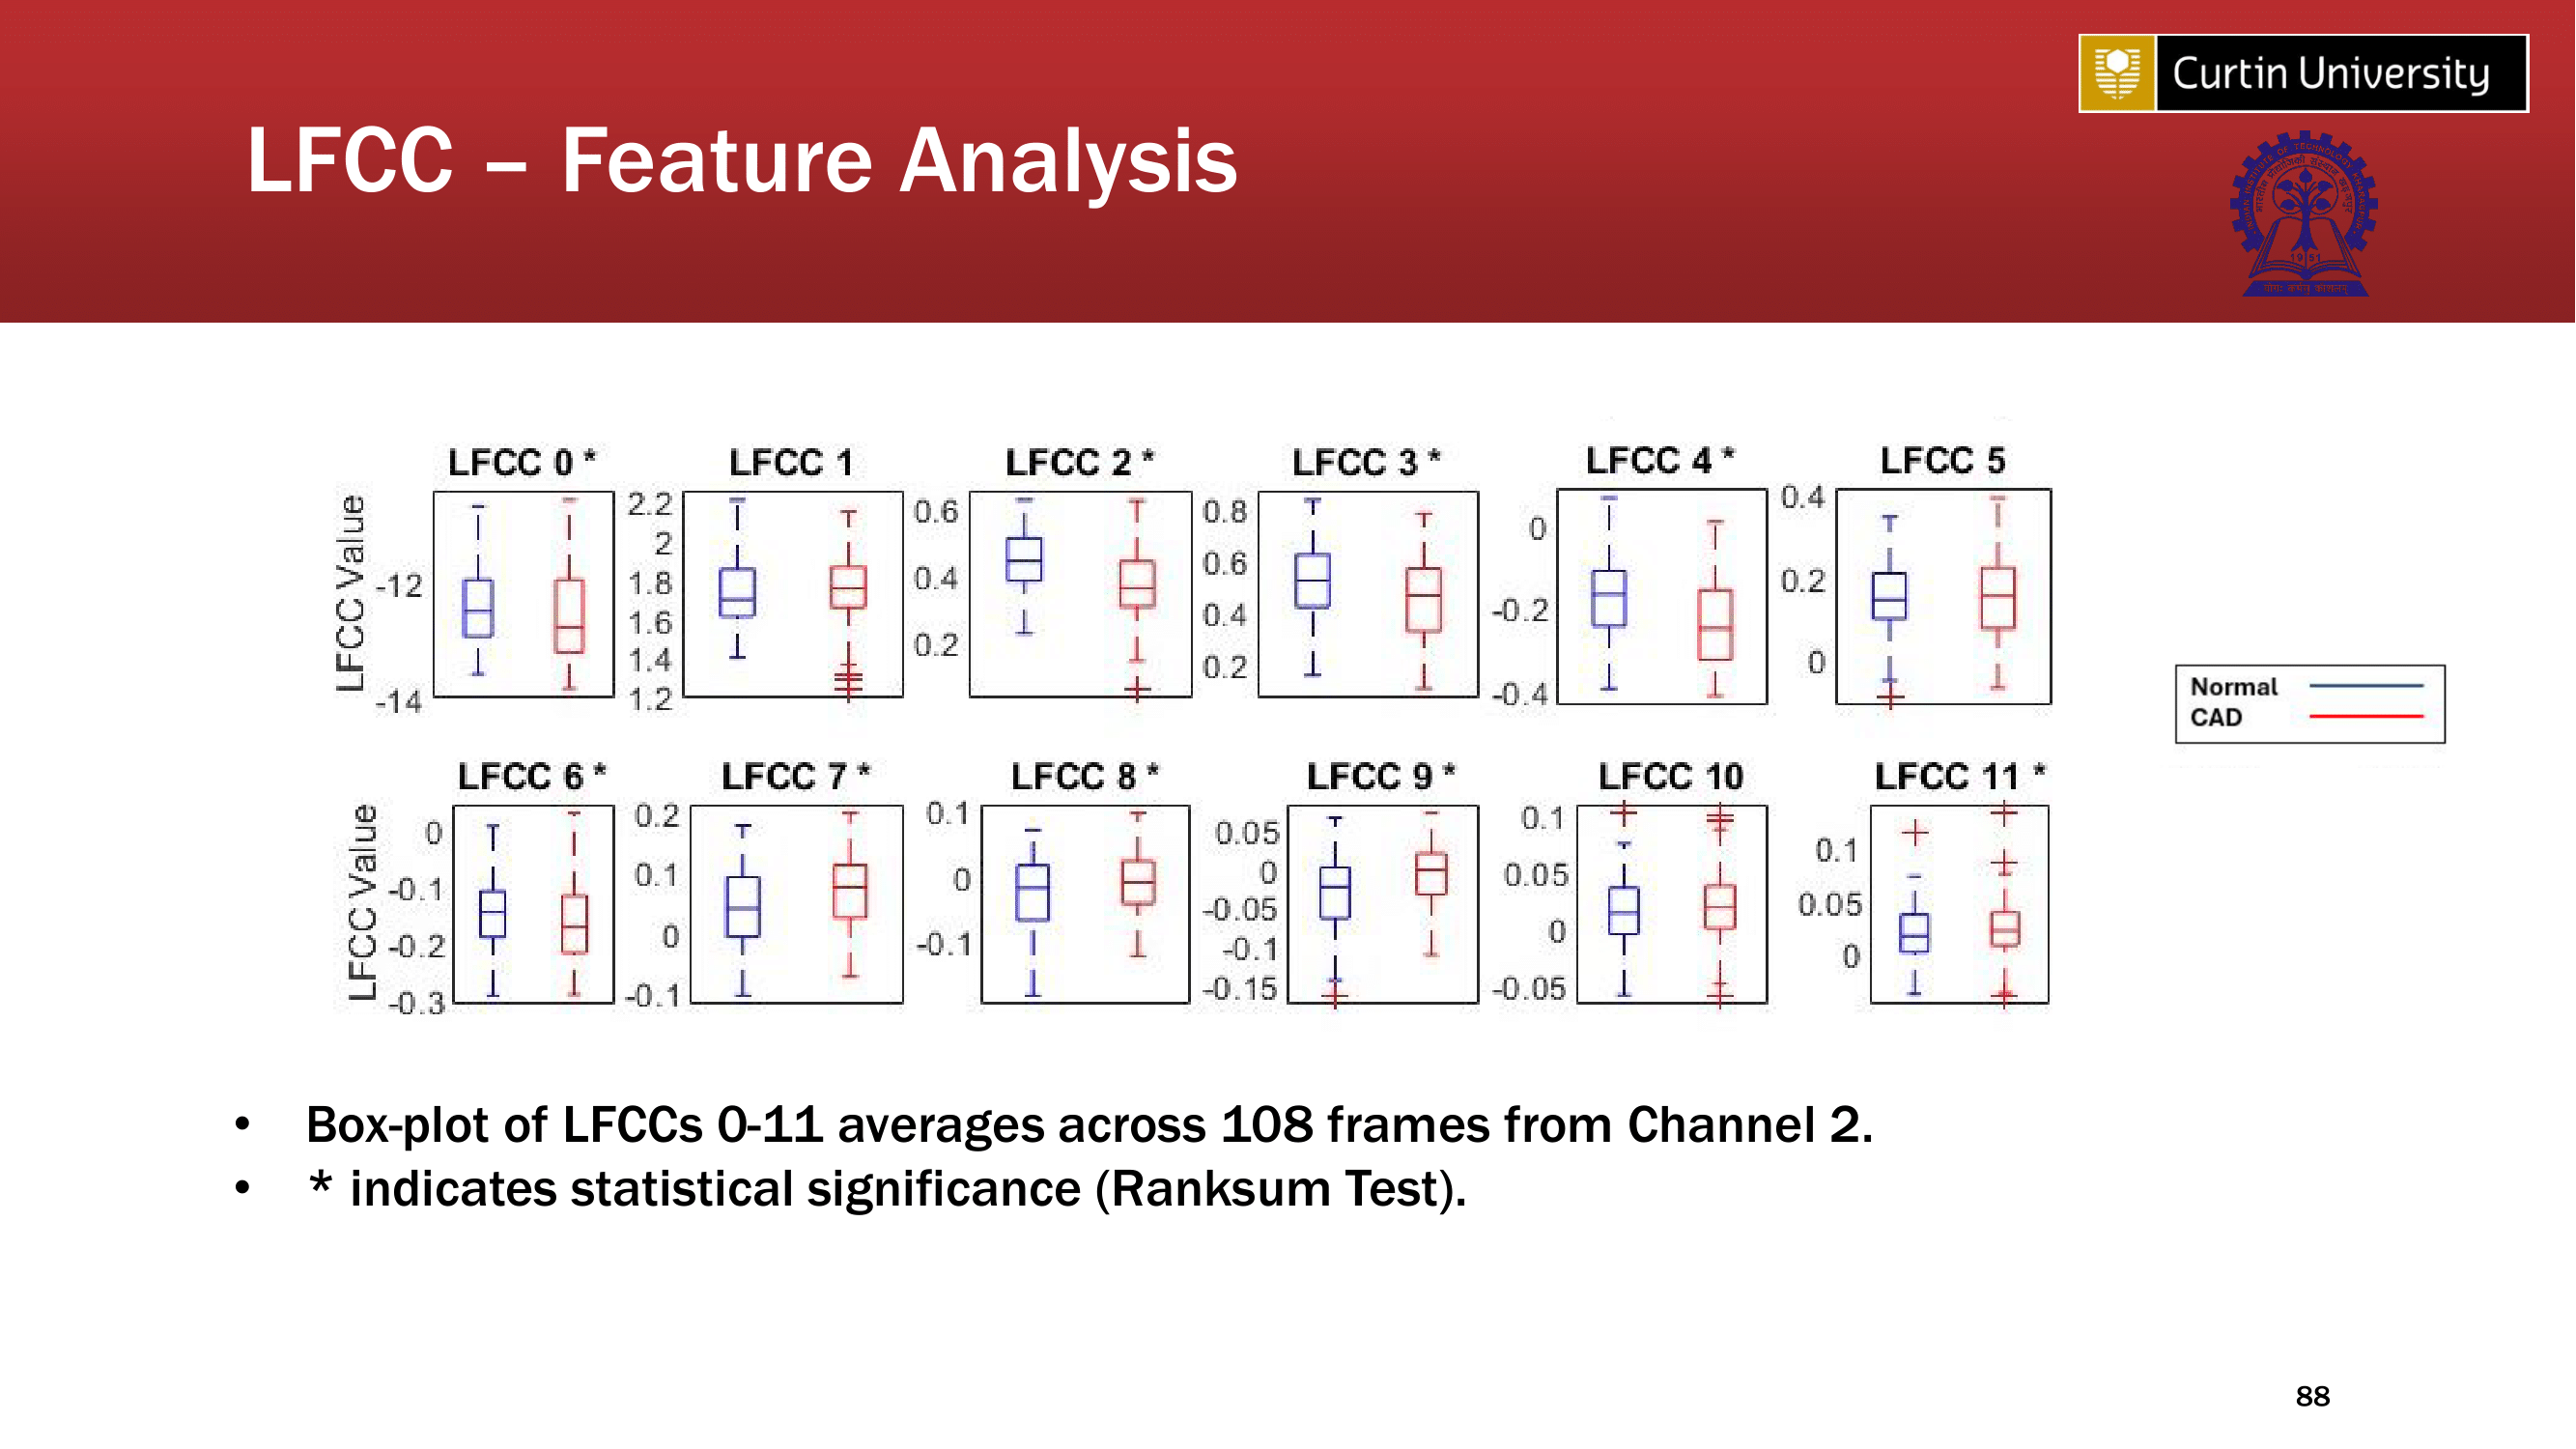 Curtin University
LFCC – Feature Analysis
1951
LFCC 0 *
LFCC 1
LFCC 2 *
LFCC 3 *
LFCC 4 *
LFCC 5
LFCC Value
-12
-14
2.2
2
1.8
1.6
1.4
1.2
0.6
0.4
0.2
0.8
0.6
0.4
0.2
0
-0.2
-0.4
0.4
0.2
0
Normal
CAD
LFCC 6 *
LFCC 7 *
LFCC 8 *
LFCC 9 *
LFCC 10
LFCC 11 *
LFCC Value
0
-0.1
-0.2
-0.3
0.2
0.1
0
-0.1
0.1
0
-0.1
0.05
0
-0.05
-0.1
-0.15
0.1
0.05
0
-0.05
0.1
0.05
0
• Box-plot of LFCCs 0-11 averages across 108 frames from Channel 2.
• * indicates statistical significance (Ranksum Test).
88